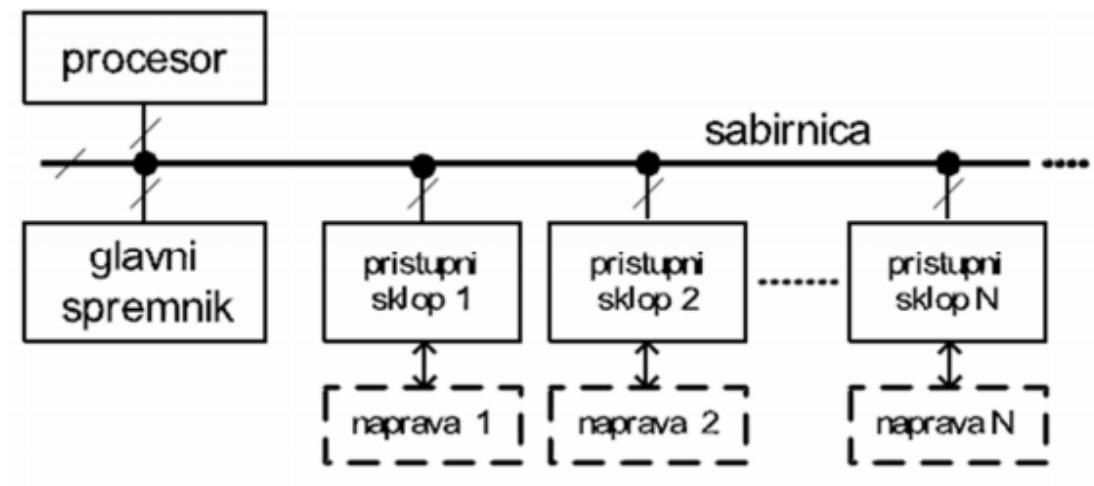 procesor
sabirnica
glavni
spremnik
pristupni
sklop 1
pristupni
sklop 2
pristupni
sklop N
naprava 1
naprava 2
naprava N